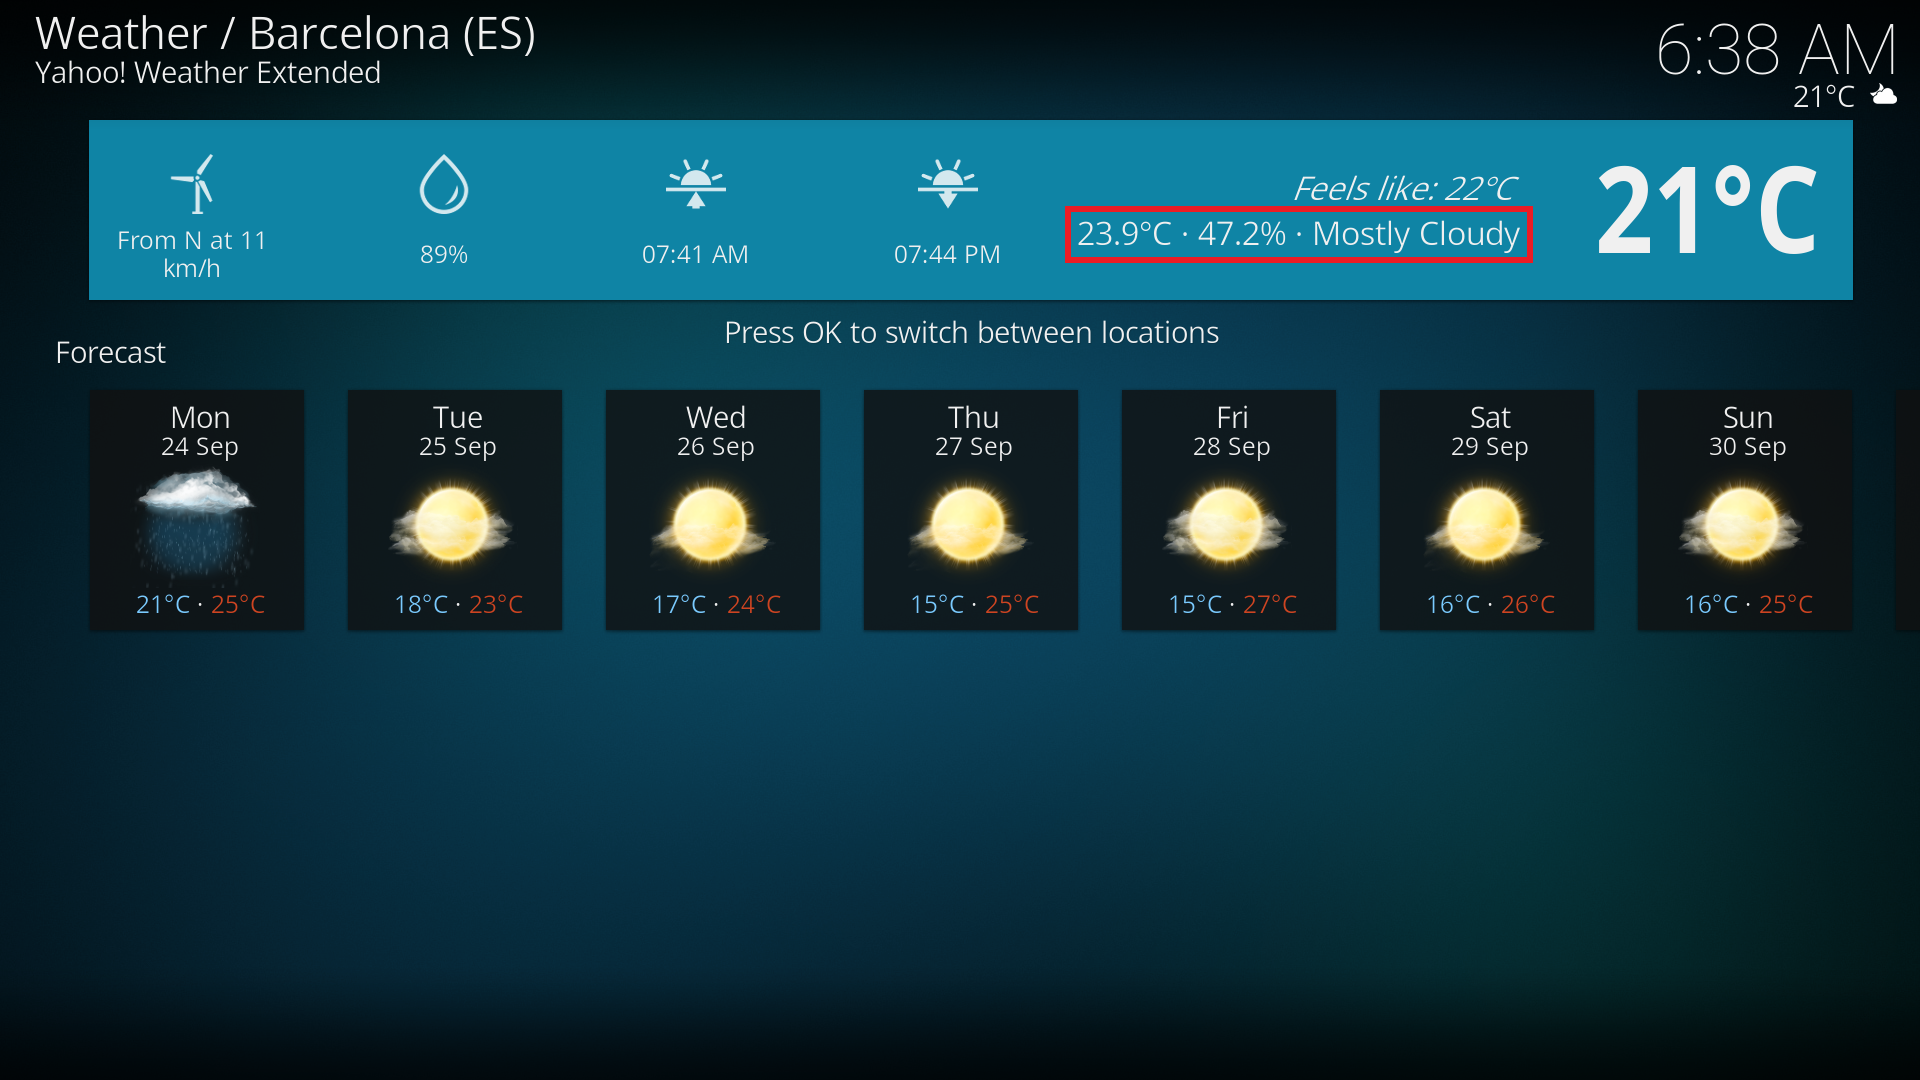 Weather / Barcelona (ES)
Yahoo! Weather Extended
6:38 AM
21°C
From N at 11
km/h
89%
07:41 AM
07:44 PM
Feels like: 22°C
23.9°C · 47.2% · Mostly Cloudy
21°C
Press OK to switch between locations
Forecast
Mon
24 Sep
21°C · 25°C
Tue
25 Sep
18°C · 23°C
Wed
26 Sep
17°C · 24°C
Thu
27 Sep
15°C · 25°C
Fri
28 Sep
15°C · 27°C
Sat
29 Sep
16°C · 26°C
Sun
30 Sep
16°C · 25°C